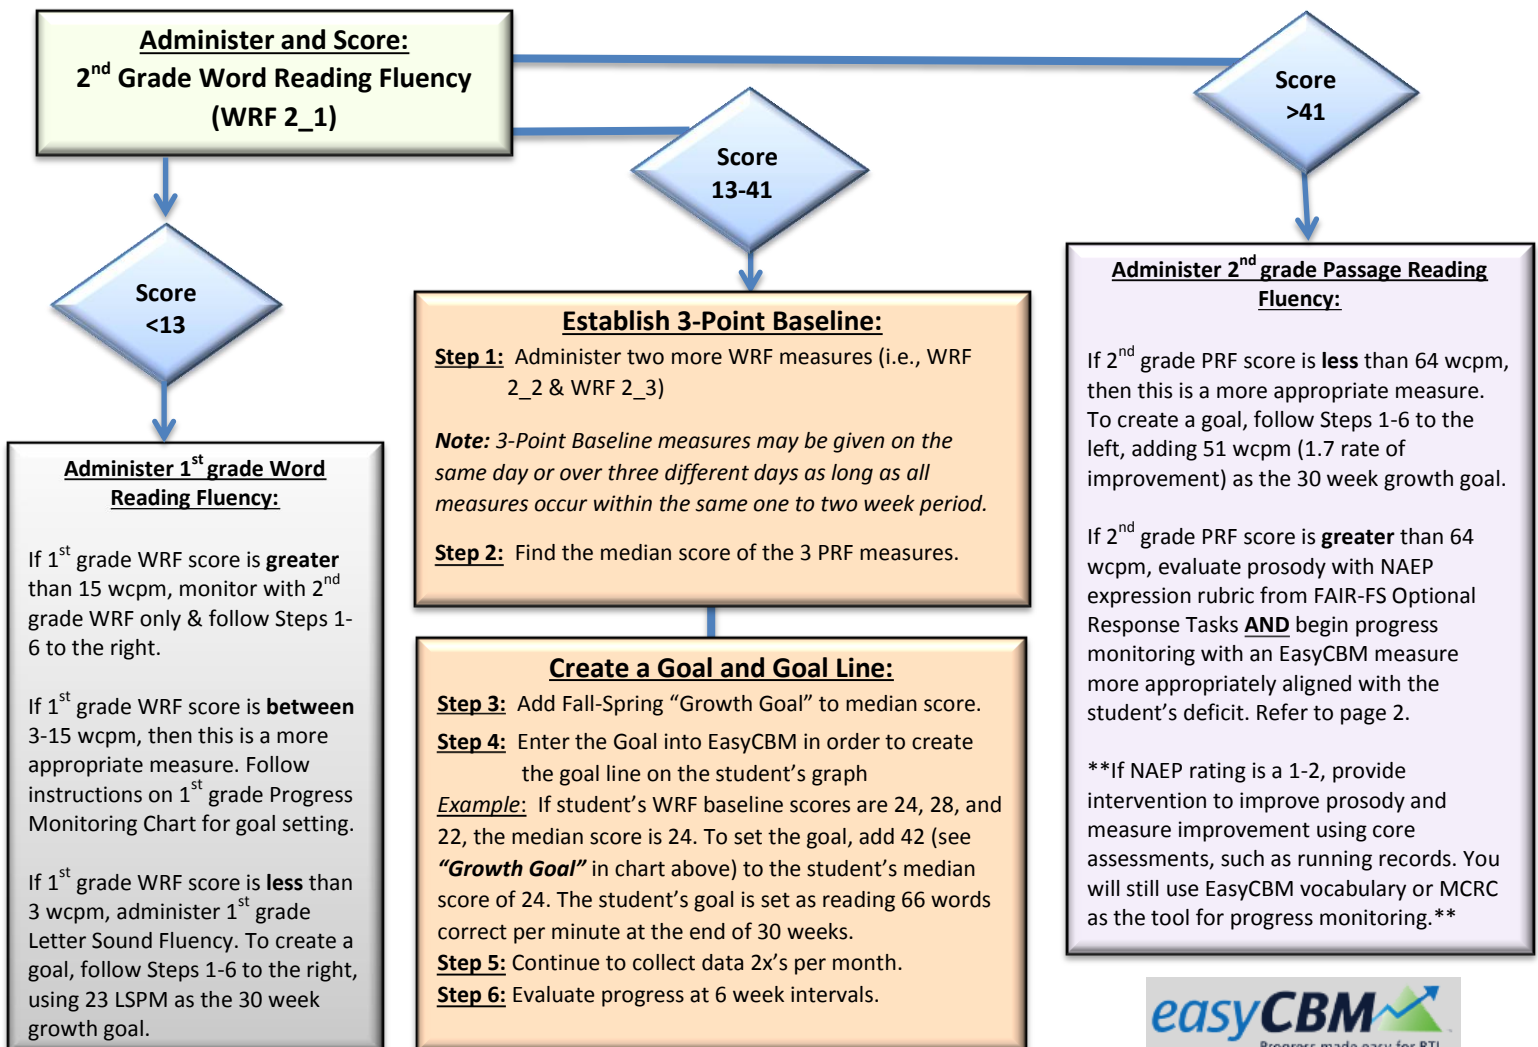 Administer and Score:
2nd Grade Word Reading Fluency
(WRF 2_1)
Score
>41
Score
13-41
Score
<13
Administer 1st grade Word
Reading Fluency:
If 1st grade WRF score is greater
than 15 wcpm, monitor with 2nd
grade WRF only & follow Steps 1-
6 to the right.
If 1st grade WRF score is between
3-15 wcpm, then this is a more
appropriate measure. Follow
instructions on 1st grade Progress
Monitoring Chart for goal setting.
If 1st grade WRF score is less than
3 wcpm, administer 1st grade
Letter Sound Fluency. To create a
goal, follow Steps 1-6 to the right,
using 23 LSPM as the 30 week
growth goal.
Establish 3-Point Baseline:
Step 1: Administer two more WRF measures (i.e., WRF
2_2 & WRF 2_3)
Note: 3-Point Baseline measures may be given on the
same day or over three different days as long as all
measures occur within the same one to two week period.
Step 2: Find the median score of the 3 PRF measures.
Create a Goal and Goal Line:
Step 3: Add Fall-Spring “Growth Goal” to median score.
Step 4: Enter the Goal into EasyCBM in order to create
the goal line on the student’s graph
Example: If student’s WRF baseline scores are 24, 28, and
22, the median score is 24. To set the goal, add 42 (see
“Growth Goal” in chart above) to the student’s median
score of 24. The student’s goal is set as reading 66 words
correct per minute at the end of 30 weeks.
Step 5: Continue to collect data 2x’s per month.
Step 6: Evaluate progress at 6 week intervals.
Administer 2nd grade Passage Reading
Fluency:
If 2nd grade PRF score is less than 64 wcpm,
then this is a more appropriate measure.
To create a goal, follow Steps 1-6 to the
left, adding 51 wcpm (1.7 rate of
improvement) as the 30 week growth goal.
If 2nd grade PRF score is greater than 64
wcpm, evaluate prosody with NAEP
expression rubric from FAIR-FS Optional
Response Tasks AND begin progress
monitoring with an EasyCBM measure
more appropriately aligned with the
student’s deficit. Refer to page 2.
**If NAEP rating is a 1-2, provide
intervention to improve prosody and
measure improvement using core
assessments, such as running records. You
will still use EasyCBM vocabulary or MCRC
as the tool for progress monitoring.**
easyCBM
Progress made easy for RTI